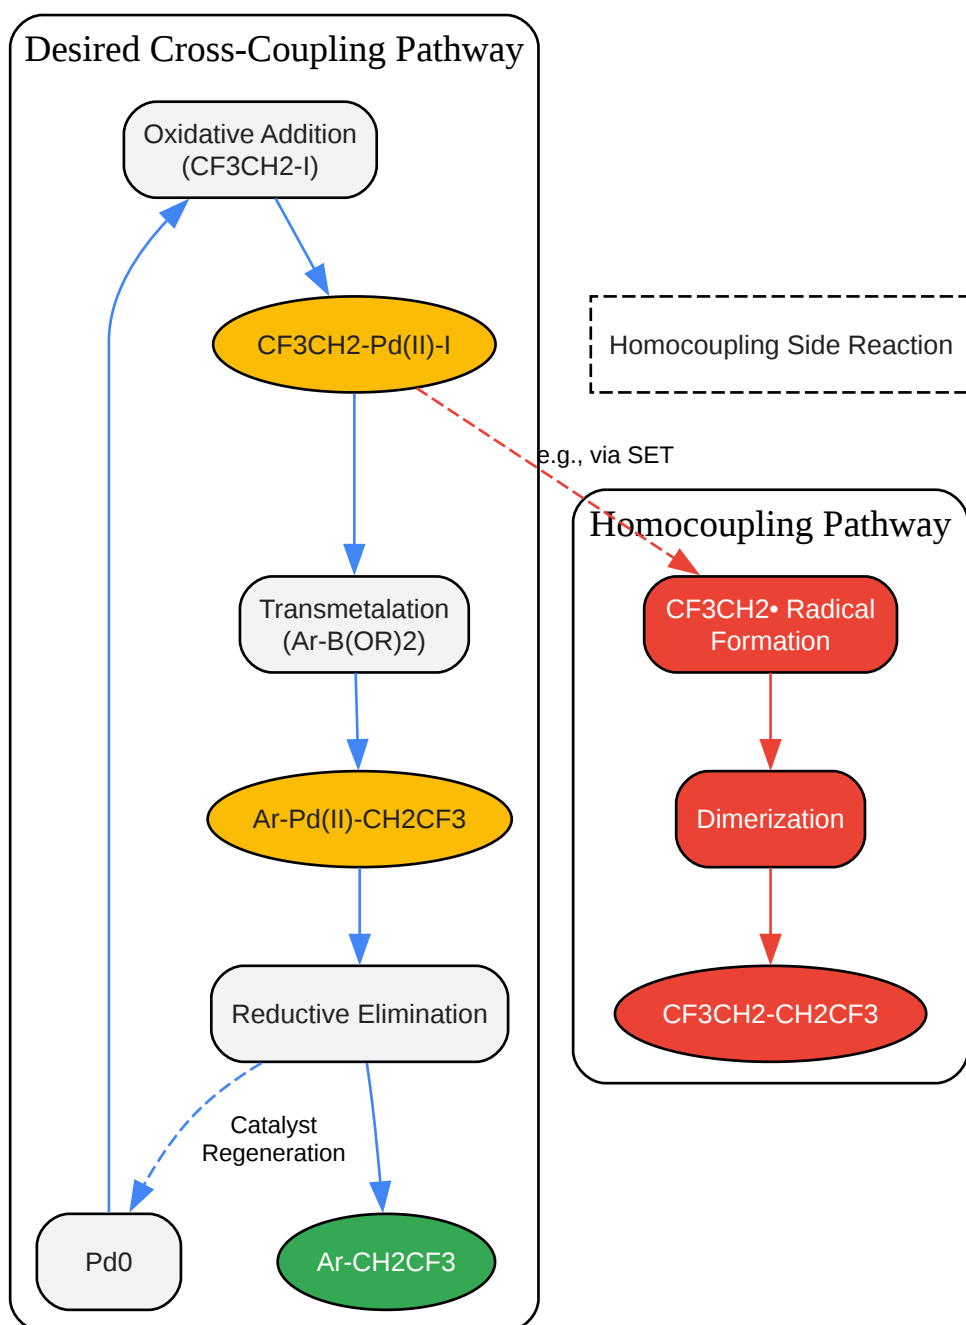 Desired Cross-Coupling Pathway
Oxidative Addition
(CF3CH2-I)
CF3CH2-Pd(II)-I
Homocoupling Side Reaction
e.g., via SET
Homocoupling Pathway
Transmetalation
(Ar-B(OR)2)
CF3CH2• Radical
Formation
Ar-Pd(II)-CH2CF3
Dimerization
Reductive Elimination
CF3CH2-CH2CF3
Catalyst
Regeneration
Pd0
Ar-CH2CF3